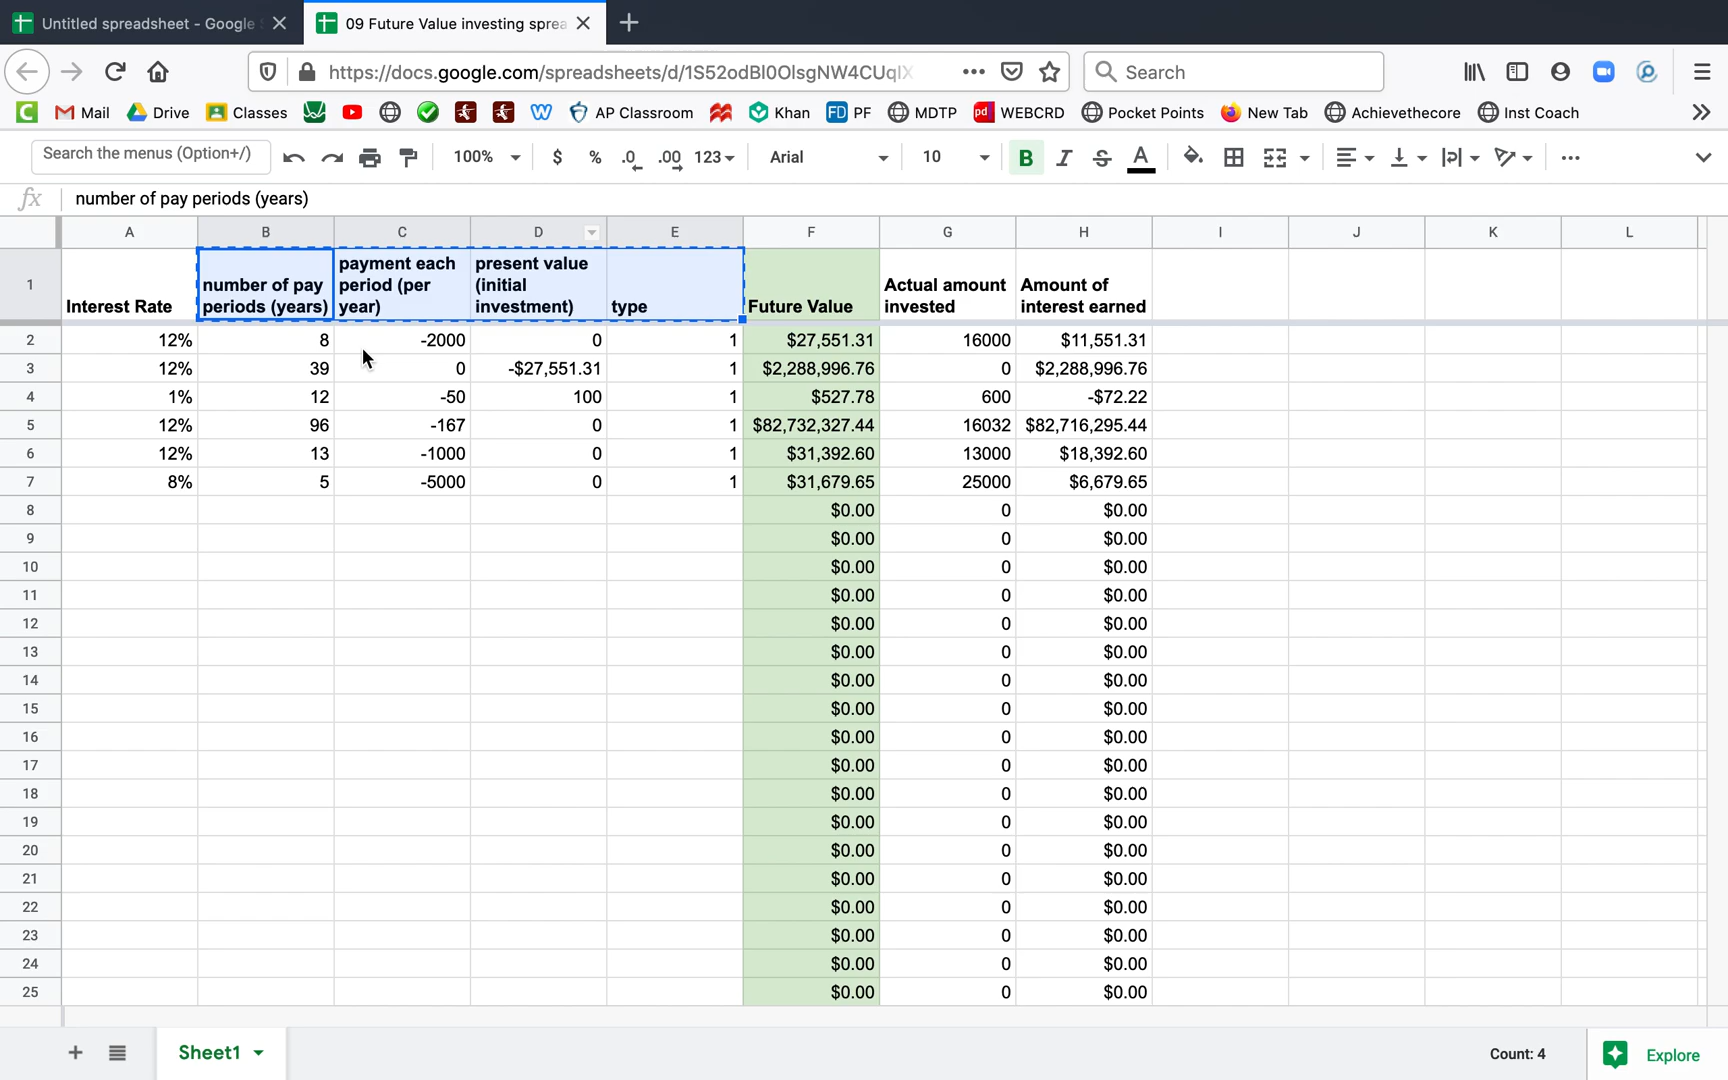 Untitled spreadsheet - Google S
09 Future Value investing sprea
https://docs.google.com/spreadsheets/d/1S52odBl0OlsgNW4CUqlX
Search
Mail Drive Classes AP Classroom Khan FD PF MDTP pd WEBCRD Pocket Points New Tab Achievethecore Inst Coach
Search the menus (Option+/) 100% $ % .0 .00 123 Arial 10 B I S A
fx number of pay periods (years)
A B C D E F G H I J K L
1 Interest Rate number of pay periods (years) payment each period (per year) present value (initial investment) type Future Value Actual amount invested Amount of interest earned
2 12% 8 -2000 0 1 $27,551.31 16000 $11,551.31
3 12% 39 0 -$27,551.31 1 $2,288,996.76 0 $2,288,996.76
4 1% 12 -50 100 1 $527.78 600 -$72.22
5 12% 96 -167 0 1 $82,732,327.44 16032 $82,716,295.44
6 12% 13 -1000 0 1 $31,392.60 13000 $18,392.60
7 8% 5 -5000 0 1 $31,679.65 25000 $6,679.65
8 $0.00 0 $0.00
9 $0.00 0 $0.00
10 $0.00 0 $0.00
11 $0.00 0 $0.00
12 $0.00 0 $0.00
13 $0.00 0 $0.00
14 $0.00 0 $0.00
15 $0.00 0 $0.00
16 $0.00 0 $0.00
17 $0.00 0 $0.00
18 $0.00 0 $0.00
19 $0.00 0 $0.00
20 $0.00 0 $0.00
21 $0.00 0 $0.00
22 $0.00 0 $0.00
23 $0.00 0 $0.00
24 $0.00 0 $0.00
25 $0.00 0 $0.00
Sheet1
Count: 4
Explore